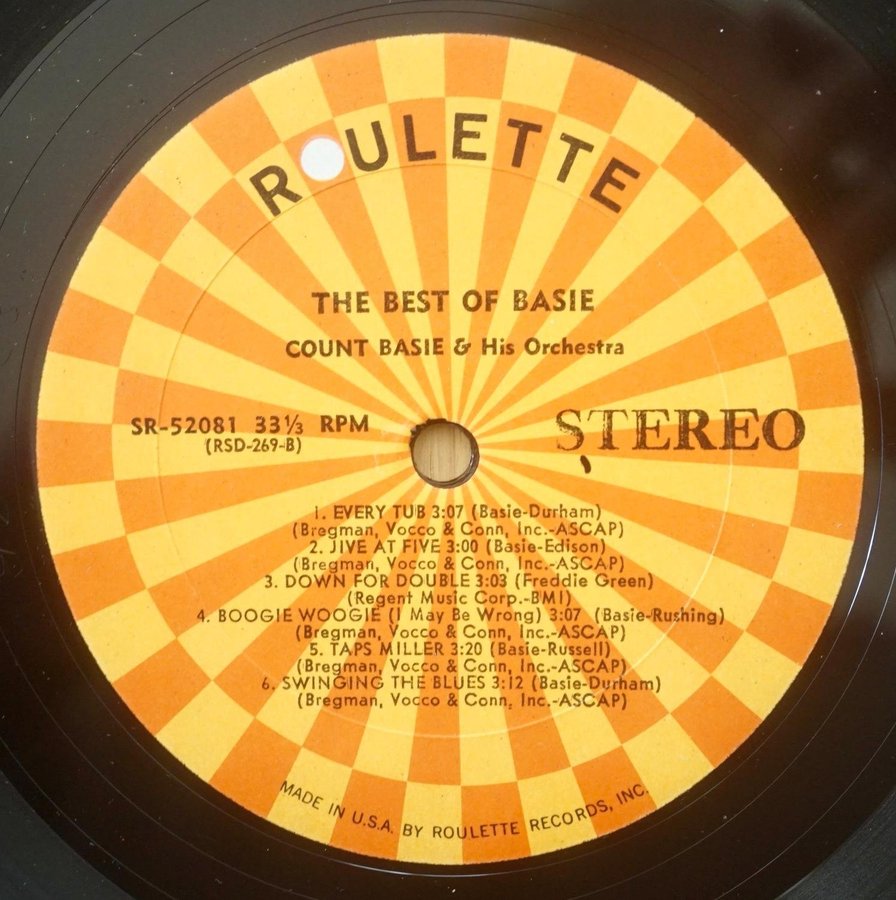 ROULETTE
THE BEST OF BASIE
COUNT BASIE & His Orchestra
SR-52081 33⅓ RPM
(RSD-269-B)
STEREO
1. EVERY TUB 3:07 (Basie-Durham)
(Bregman, Vocco & Conn, Inc.-ASCAP)
2. JIVE AT FIVE 3:00 (Basie-Edison)
(Bregman, Vocco & Conn, Inc.-ASCAP)
3. DOWN FOR DOUBLE 3:03 (Freddie Green)
(Regent Music Corp.-BMI)
4. BOOGIE WOOGIE (I May Be Wrong) 3:07 (Basie-Rushing)
(Bregman, Vocco & Conn, Inc.-ASCAP)
5. TAPS MILLER 3:20 (Basie-Russell)
(Bregman, Vocco & Conn, Inc.-ASCAP)
6. SWINGING THE BLUES 3:12 (Basie-Durham)
(Bregman, Vocco & Conn, Inc.-ASCAP)
MADE IN U.S.A. BY ROULETTE RECORDS, INC.